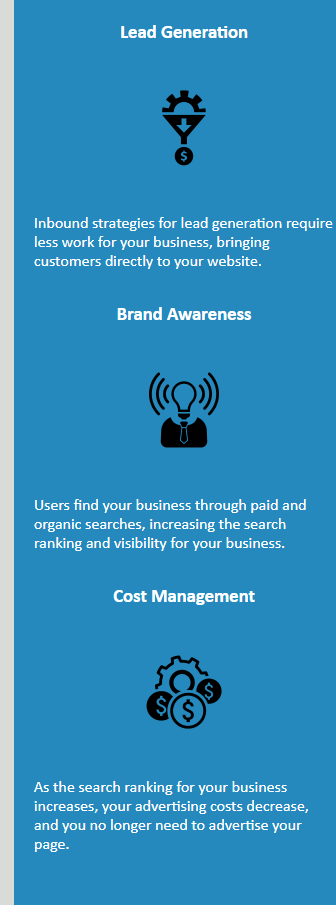 Lead Generation
$
Inbound strategies for lead generation require
less work for your business, bringing
customers directly to your website.
Brand Awareness
Users find your business through paid and
organic searches, increasing the search
ranking and visibility for your business.
Cost Management
$ $ $
As the search ranking for your business
increases, your advertising costs decrease,
and you no longer need to advertise your
page.